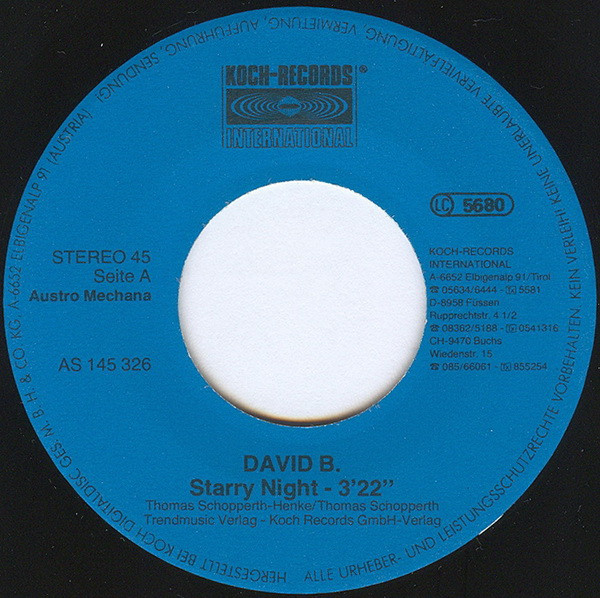 KOCH-RECORDS®
INTERNATIONAL
LC 5680
STEREO 45
Seite A
Austro Mechana
AS 145 326
KOCH-RECORDS
INTERNATIONAL
A-6652 Elbigenalp 91/Tirol
☎ 05634/6444 - 5581
D-8958 Füssen
Rupprechtstr. 4 1/2
☎ 08362/5188 - 0541316
CH-9470 Buchs
Wiedenstr. 15
☎ 085/66061 - 855254
DAVID B.
Starry Night - 3'22"
Thomas Schopperth-Henke/Thomas Schopperth
Trendmusic Verlag - Koch Records GmbH-Verlag
HERGESTELLT BEI KOCH DIGITALDISC GES. M. B. H & CO KG, A-6652 ELBIGENALP 91 (AUSTRIA)
ALLE URHEBER- UND LEISTUNGSSCHUTZRECHTE VORBEHALTEN. KEIN VERLEIH! KEINE UNERLAUBTE VERVIELFÄLTIGUNG, VERMIETUNG, AUFFÜHRUNG, SENDUNG!